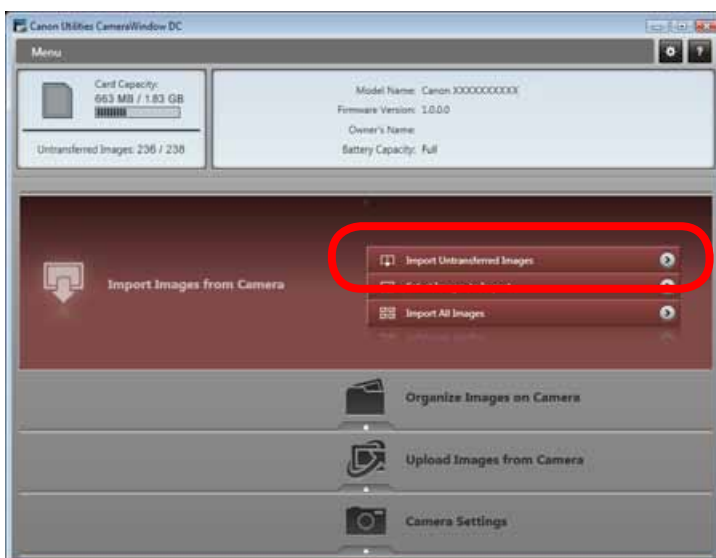 Canon Utilities CameraWindow DC
Menu
?
Card Capacity:
663 MB / 1.83 GB
Untransferred Images: 236 / 238
Model Name: Canon XXXXXXXXXX
Firmware Version: 1.0.0.0
Owner's Name:
Battery Capacity: Full
Import Images from Camera
Import Untransferred Images
Import All Images
Organize Images on Camera
Upload Images from Camera
Camera Settings